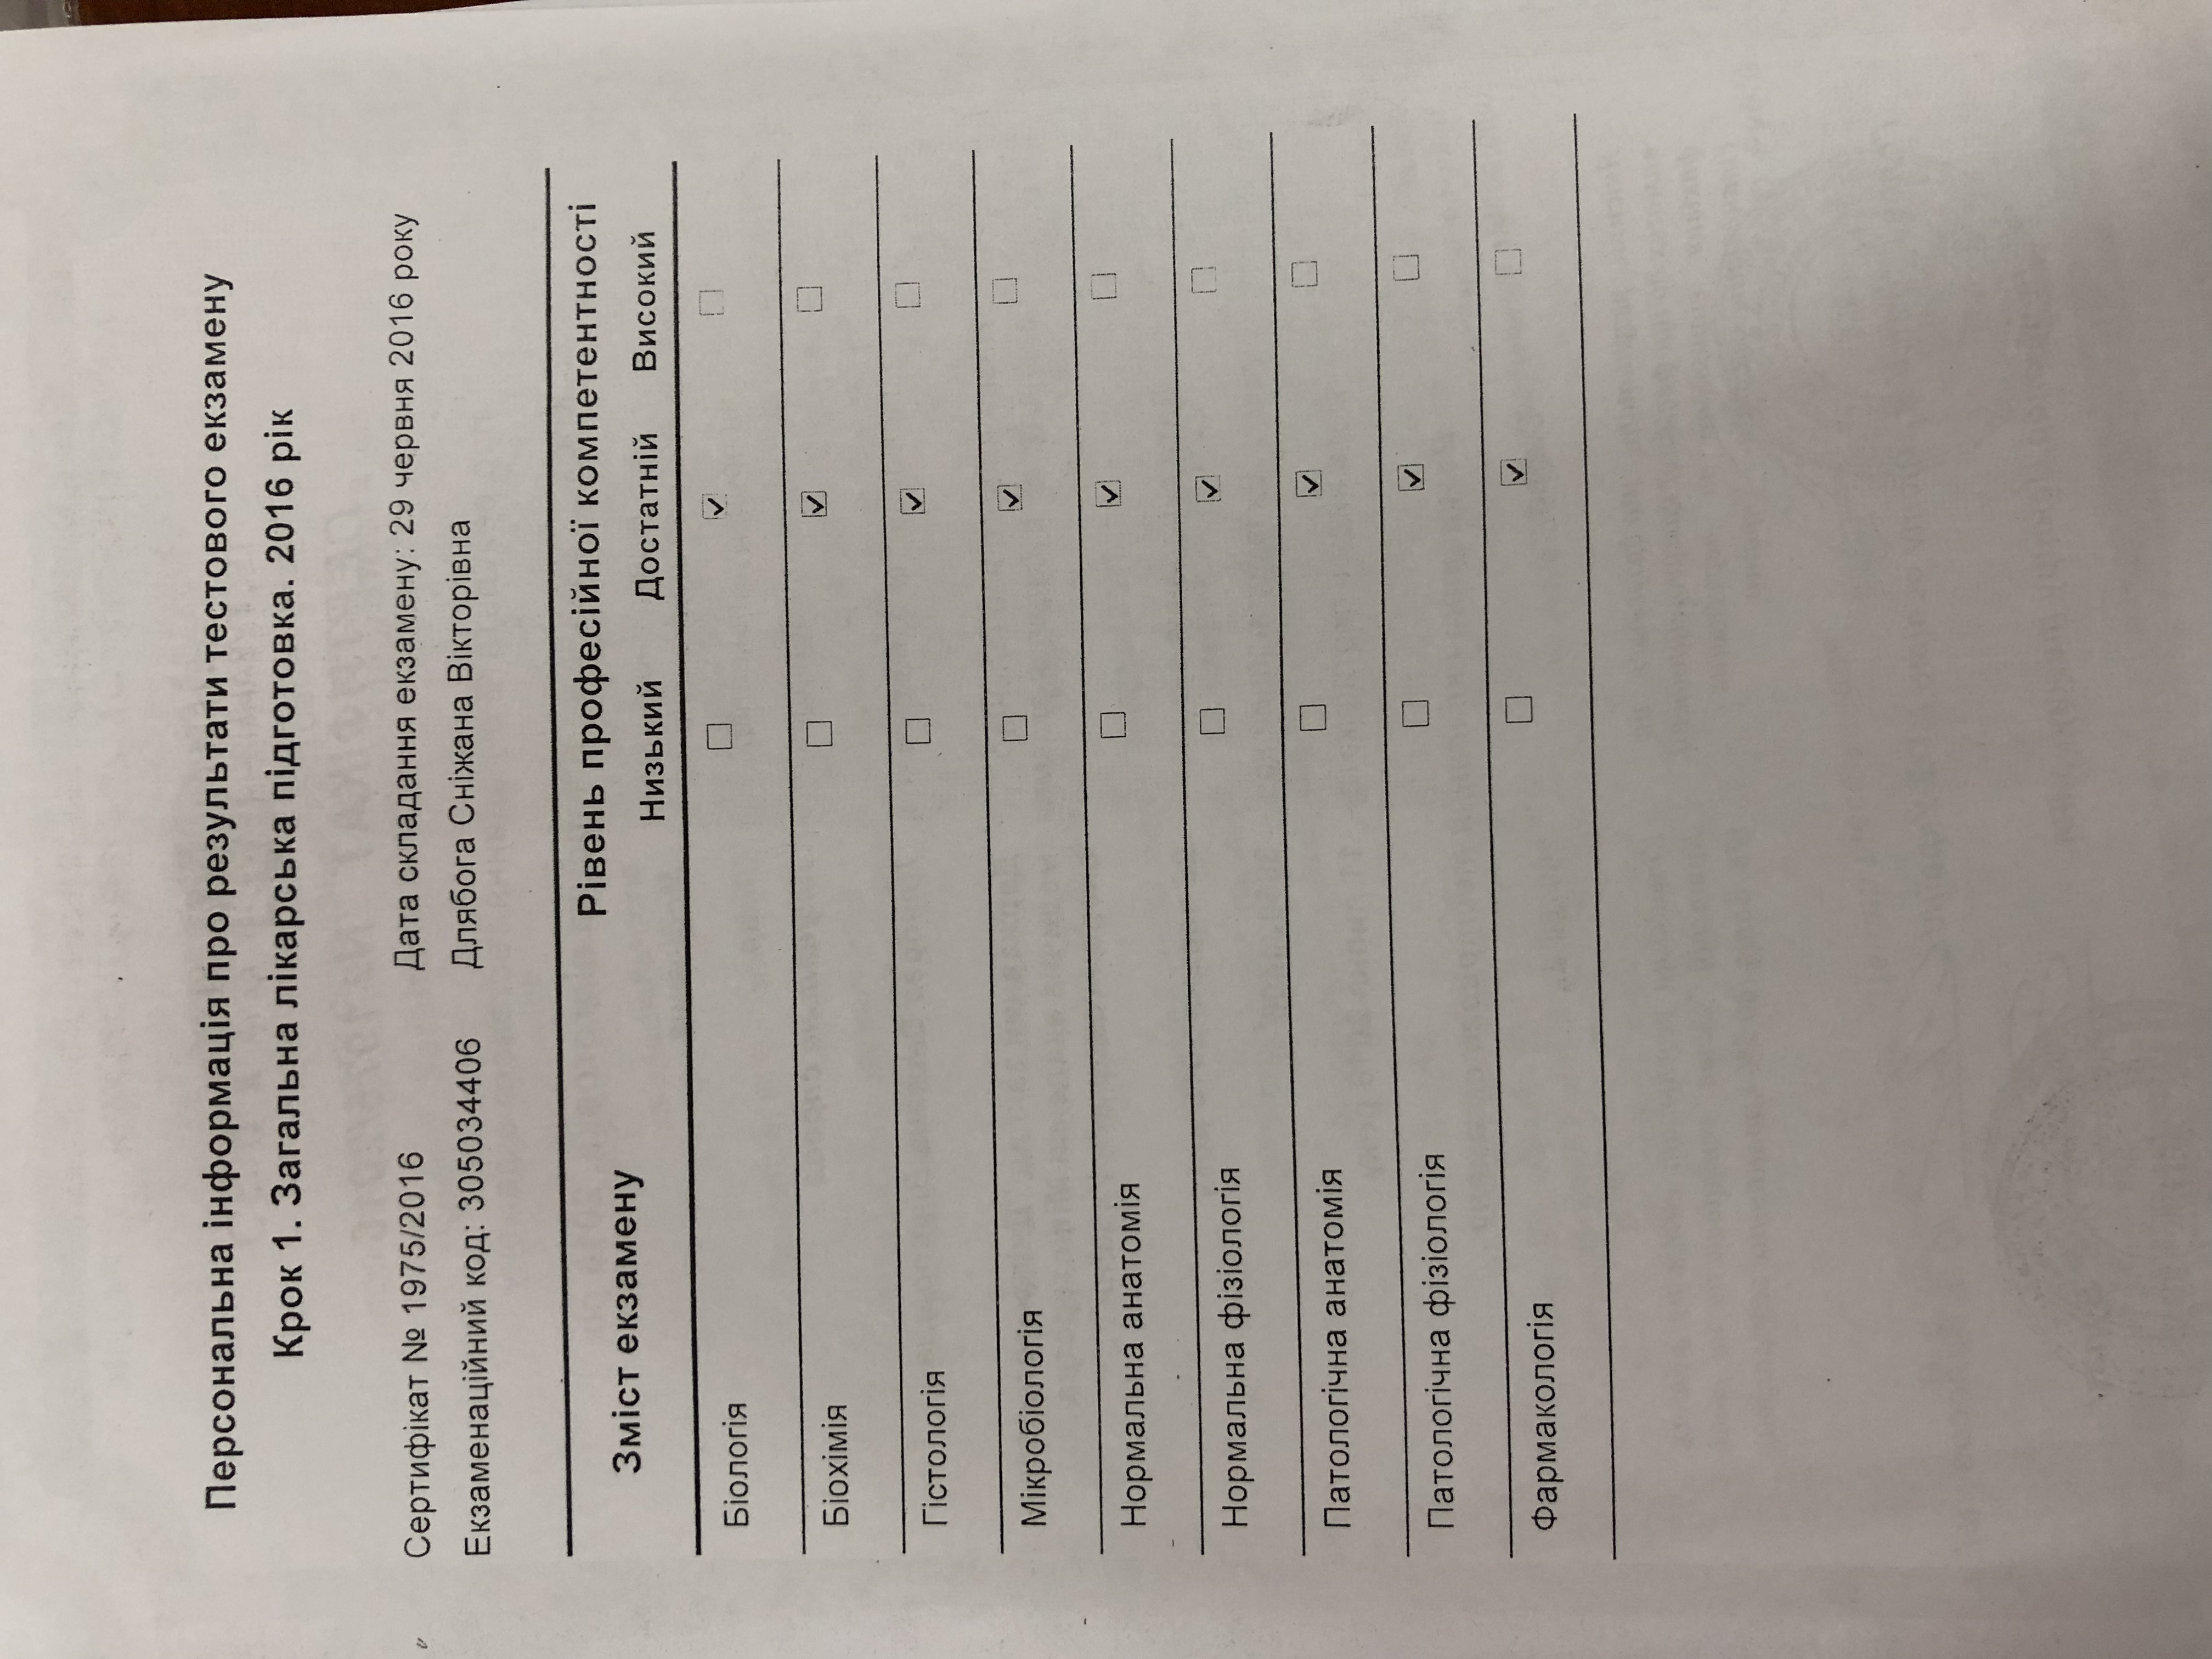 Персональна інформація про результати тестового екзамену
Крок 1. Загальна лікарська підготовка. 2016 рік
Сертифікат № 1975/2016 Дата складання екзамену: 29 червня 2016 року
Екзаменаційний код: 305034406 Длябога Сніжана Вікторівна
Зміст екзамену Рівень професійної компетентності
Низький Достатній Високий
Біологія
Біохімія
Гістологія
Мікробіологія
Нормальна анатомія
Нормальна фізіологія
Патологічна анатомія
Патологічна фізіологія
Фармакологія